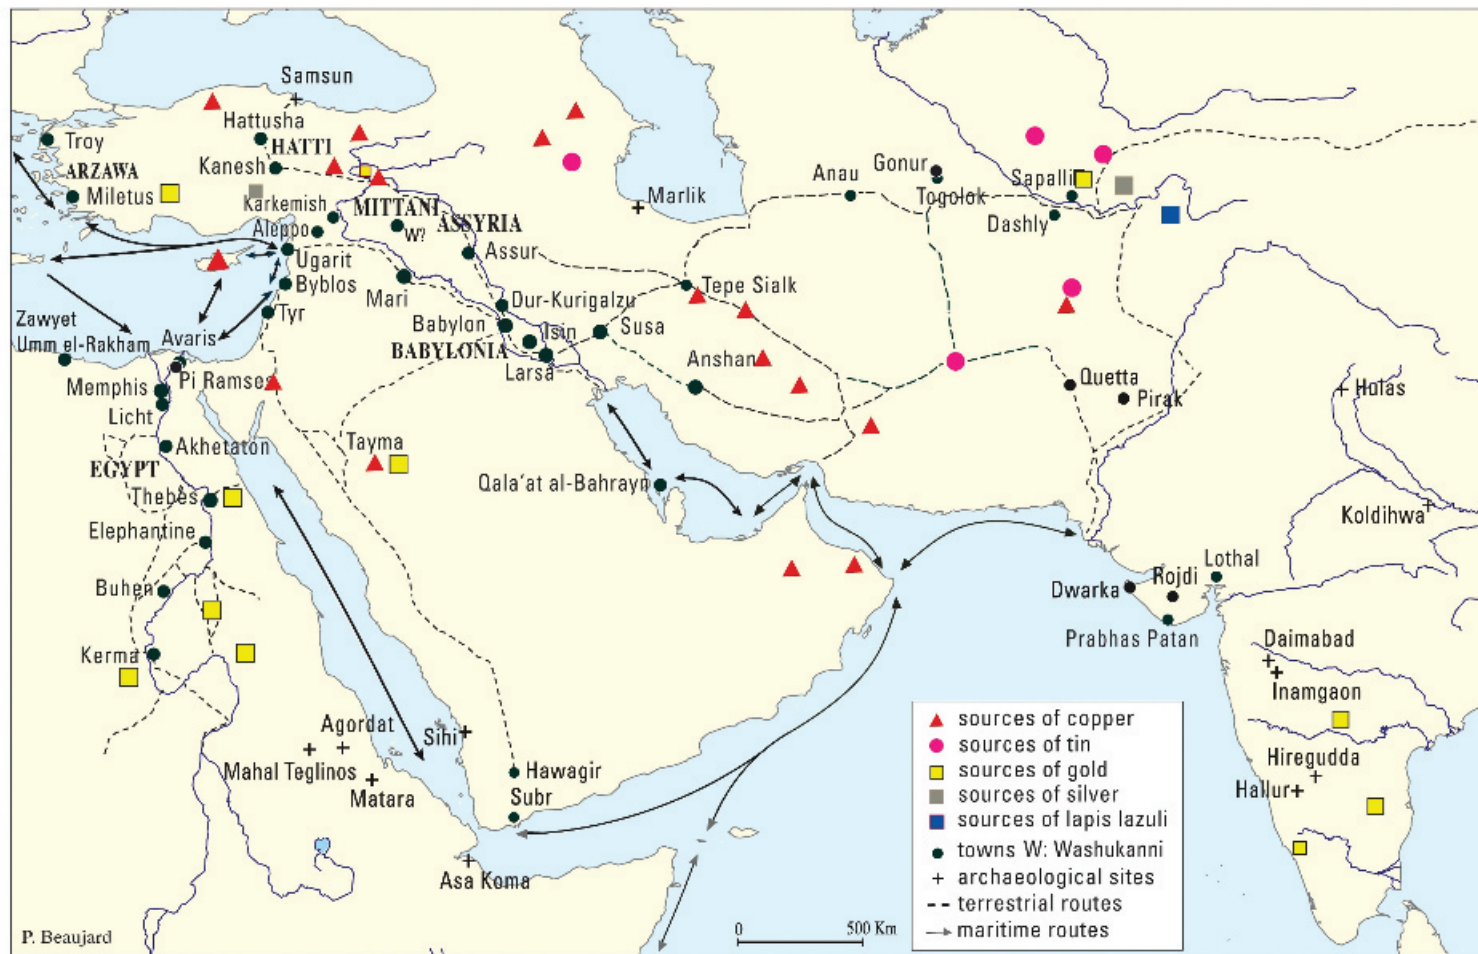 Samsun
Hattusha
Troy
HATTI
ARZAWA
Kanesh
Miletus
Karkemish
MITTANI
ASSYRIA
Aleppo
W?
Ugarit
Assur
Byblos
Mari
Tyr
Dur-Kurigalzu
Babylon
Isin
BABYLONIA
Larsa
Susa
Anshan
Tepe Sialk
Marlik
Anau
Gonur
Togolok
Sapalli
Dashly
Zawyet
Umm el-Rakham
Avaris
Pi Ramses
Memphis
Licht
Akhetaton
EGYPT
Thebes
Elephantine
Buhen
Kerma
Tayma
Qala'at al-Bahrayn
Quetta
Pirak
Hulas
Koldihwa
Lothal
Rojdi
Dwarka
Prabhas Patan
Daimabad
Inamgaon
Hiregudda
Hallur
Agordat
Mahal Teglinos
Matara
Sihi
Hawagir
Subr
Asa Koma
sources of copper
sources of tin
sources of gold
sources of silver
sources of lapis lazuli
towns W: Washukanni
archaeological sites
terrestrial routes
maritime routes
0 500 Km
P. Beaujard